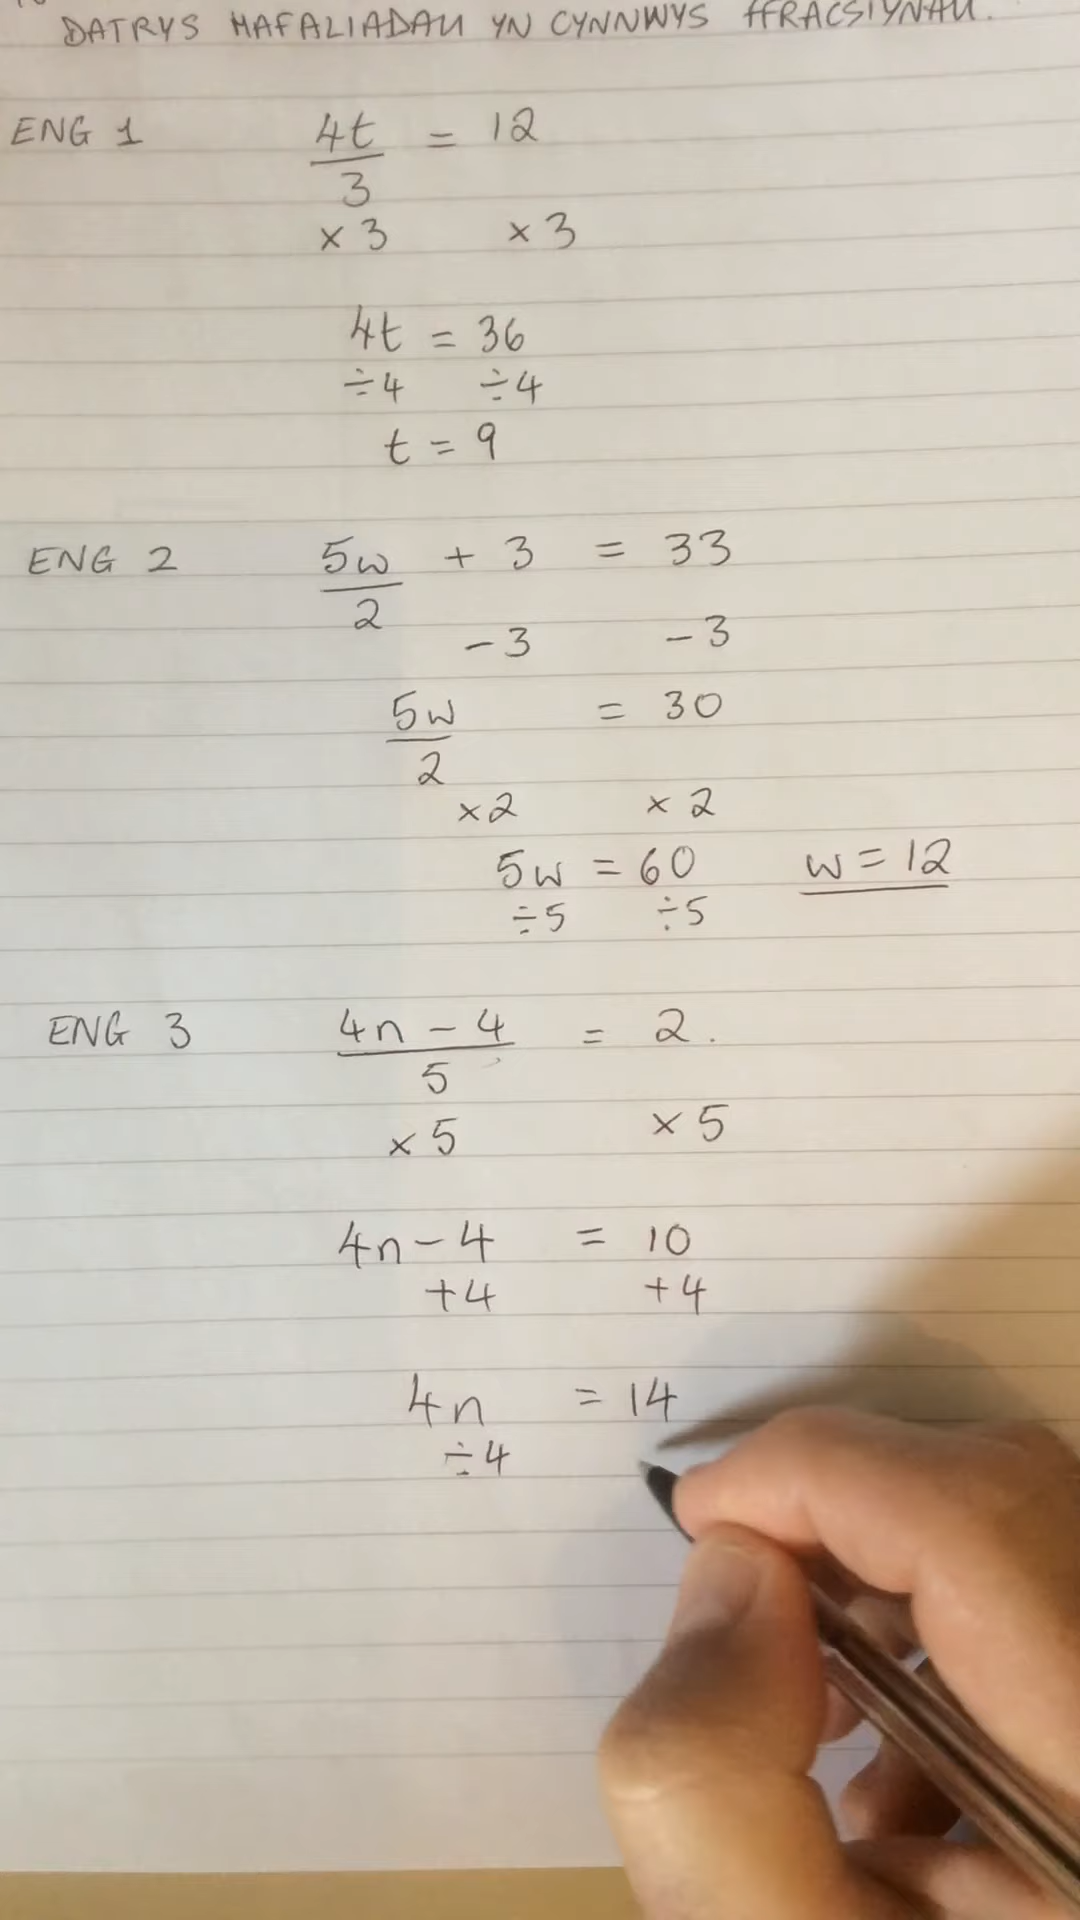 DATRYS HAFALIADAU YN CYNNWYS FFRACSIYNAU.
ENG 1 4t/3 = 12
×3 ×3
4t = 36
÷4 ÷4
t = 9
ENG 2 5w/2 + 3 = 33
-3 -3
5w/2 = 30
×2 ×2
5w = 60 w = 12
÷5 ÷5
ENG 3 4n - 4/5 = 2.
×5 ×5
4n - 4 = 10
+4 +4
4n = 14
÷4